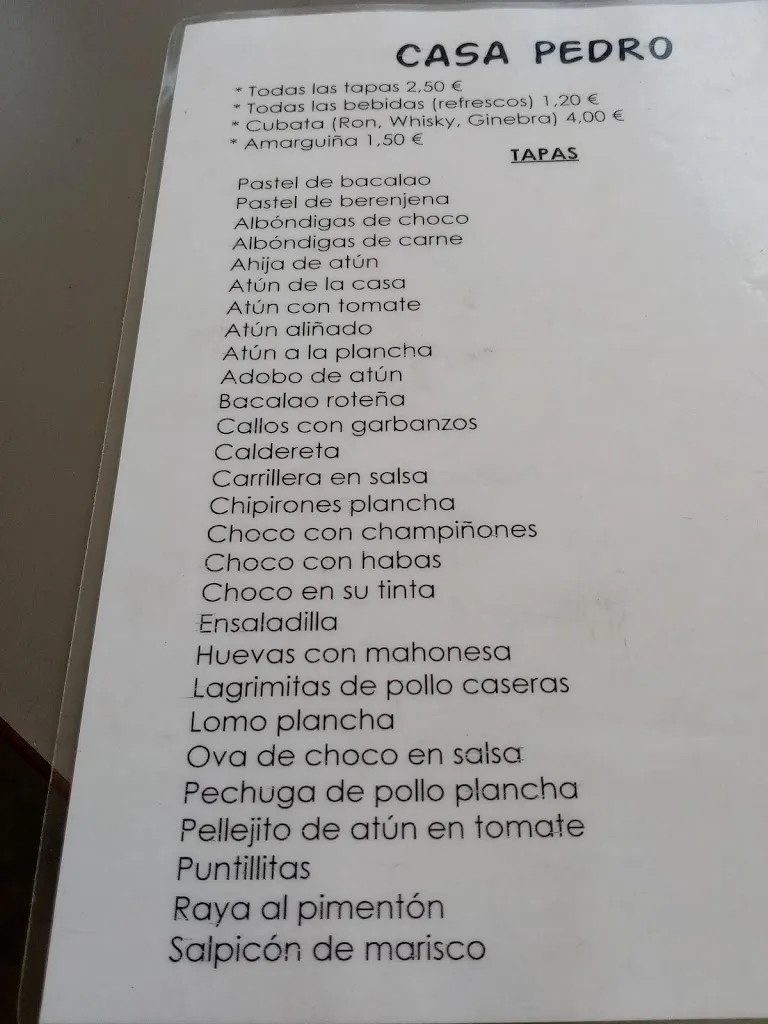 CASA PEDRO
* Todas las tapas 2,50 €
* Todas las bebidas (refrescos) 1,20 €
* Cubata (Ron, Whisky, Ginebra) 4,00 €
* Amarguiña 1,50 €
TAPAS
Pastel de bacalao
Pastel de berenjena
Albóndigas de choco
Albóndigas de carne
Ahija de atún
Atún de la casa
Atún con tomate
Atún aliñado
Atún a la plancha
Adobo de atún
Bacalao roteña
Callos con garbanzos
Caldereta
Carrillera en salsa
Chipirones plancha
Choco con champiñones
Choco con habas
Choco en su tinta
Ensaladilla
Huevas con mahonesa
Lagrimitas de pollo caseras
Lomo plancha
Ova de choco en salsa
Pechuga de pollo plancha
Pellejito de atún en tomate
Puntillitas
Raya al pimentón
Salpicón de marisco